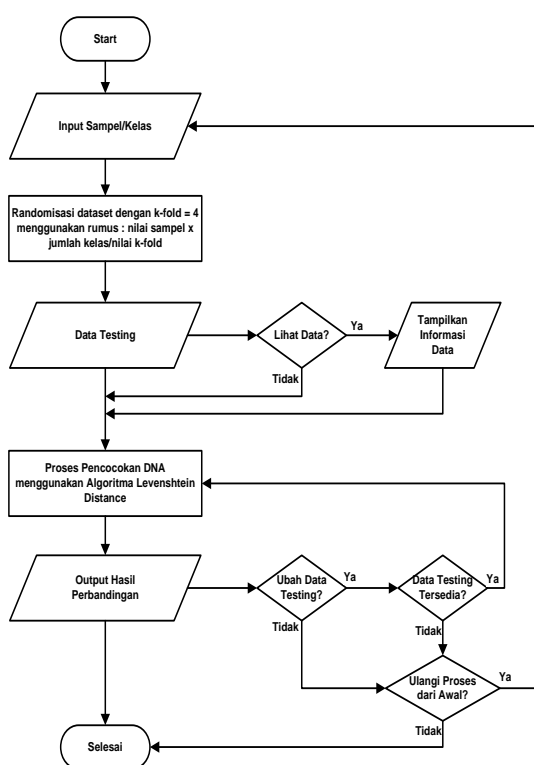 Start
Input Sampel/Kelas
Randomisasi dataset dengan k-fold = 4
menggunakan rumus : nilai sampel x
jumlah kelas/nilai k-fold
Data Testing
Lihat Data?
Ya
Tampilkan
Informasi
Data
Tidak
Proses Pencocokan DNA
menggunakan Algoritma Levenshtein
Distance
Output Hasil
Perbandingan
Ubah Data
Testing?
Ya
Data Testing
Tersedia?
Ya
Tidak
Tidak
Ulangi Proses
dari Awal?
Ya
Tidak
Selesai